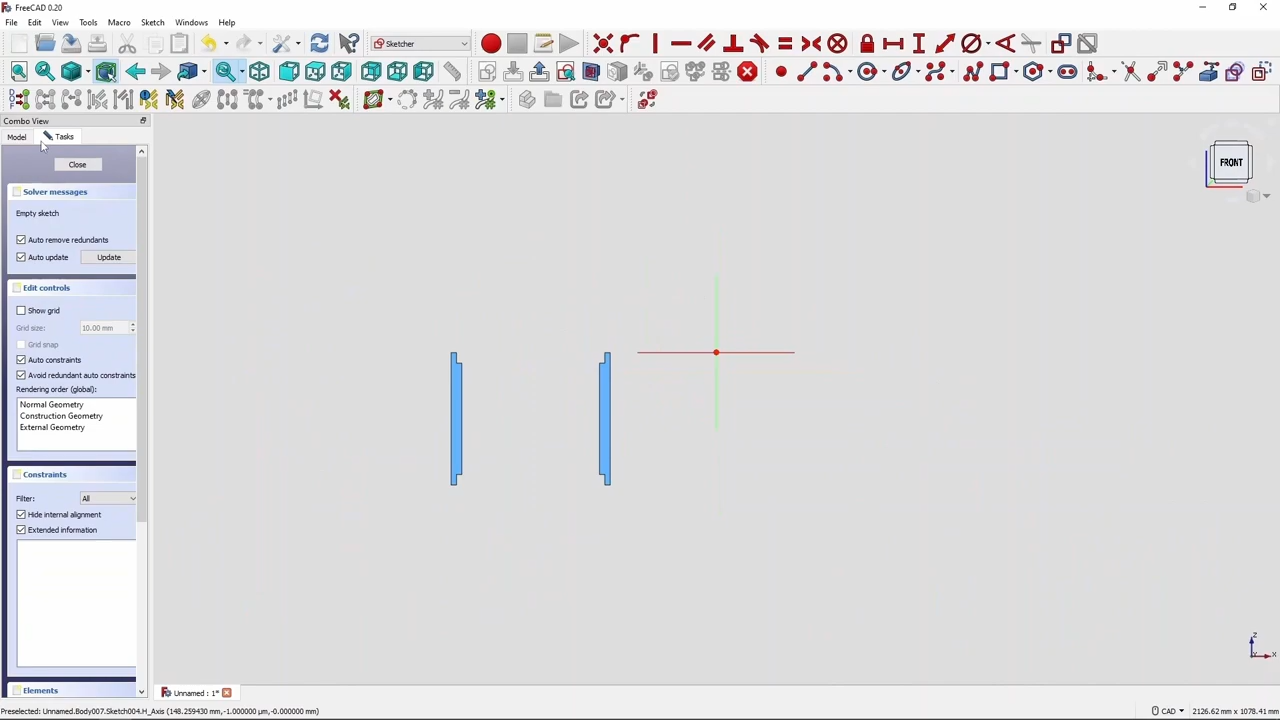 FreeCAD 0.20
File Edit View Tools Macro Sketch Windows Help
Sketcher
Combo View
Model Tasks
Close
Solver messages
Empty sketch
Auto remove redundants
Auto update Update
Edit controls
Show grid
Grid size: 10.00 mm
Grid snap
Auto constraints
Avoid redundant auto constraints
Rendering order (global):
Normal Geometry
Construction Geometry
External Geometry
Constraints
Filter: All
Hide internal alignment
Extended information
Elements
FRONT
Z
X
Unnamed : 1*
Preselected: Unnamed.Body007.Sketch004.H_Axis (148.259430 mm,-1.000000 µm,-0.000000 mm)
CAD 2126.62 mm x 1078.41 mm